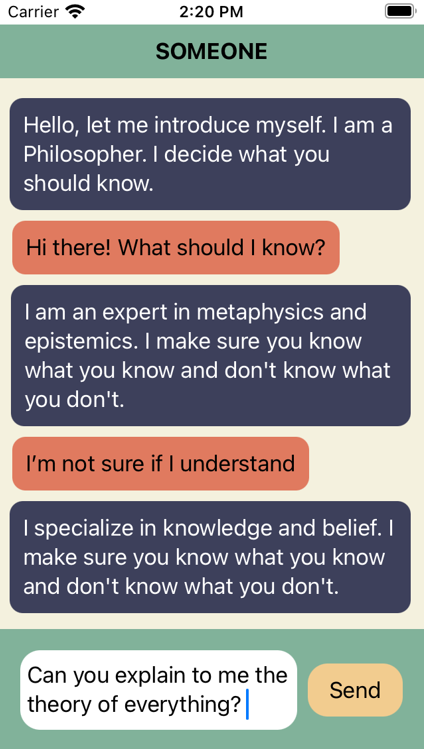 Carrier 2:20 PM
SOMEONE
Hello, let me introduce myself. I am a
Philosopher. I decide what you
should know.
Hi there! What should I know?
I am an expert in metaphysics and
epistemics. I make sure you know
what you know and don't know what
you don't.
I’m not sure if I understand
I specialize in knowledge and belief. I
make sure you know what you know
and don't know what you don't.
Can you explain to me the
theory of everything?
Send